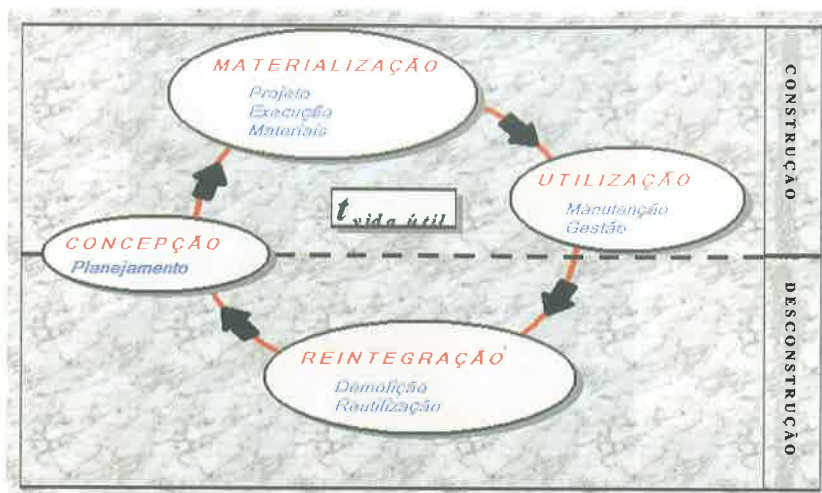 MATERIALIZAÇÃO
Projeto
Execução
Materiais
UTILIZAÇÃO
Manutenção
Gestão
t vida útil
CONCEPÇÃO
Planejamento
REINTEGRAÇÃO
Demolição
Reutilização
CONSTRUÇÃO
DESCONSTRUÇÃO